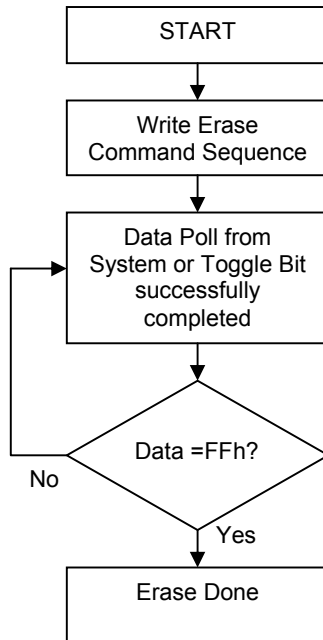 START
Write Erase
Command Sequence
Data Poll from
System or Toggle Bit
successfully
completed
Data =FFh?
No
Yes
Erase Done